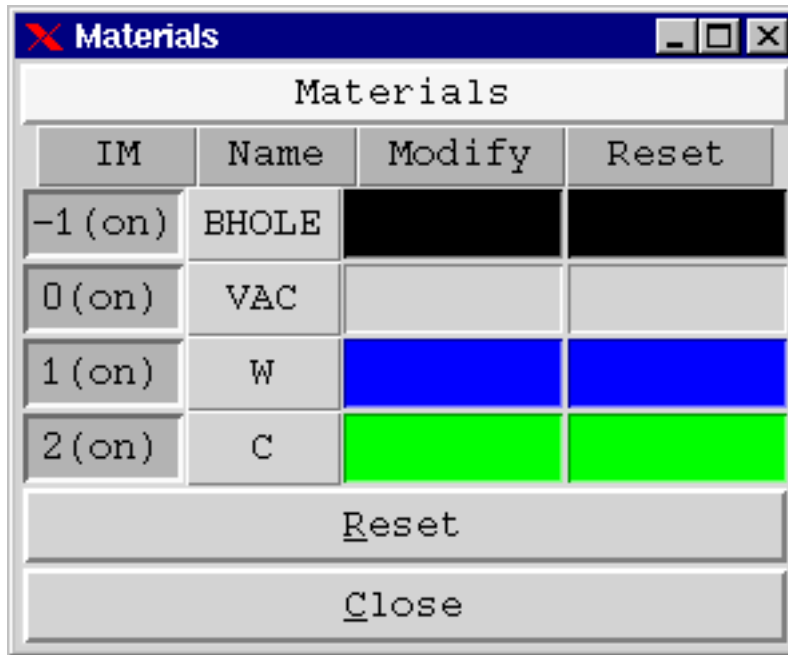 Materials
Materials
IM Name Modify Reset
-1(on) BHOLE
0(on) VAC
1(on) W
2(on) C
Reset
Close